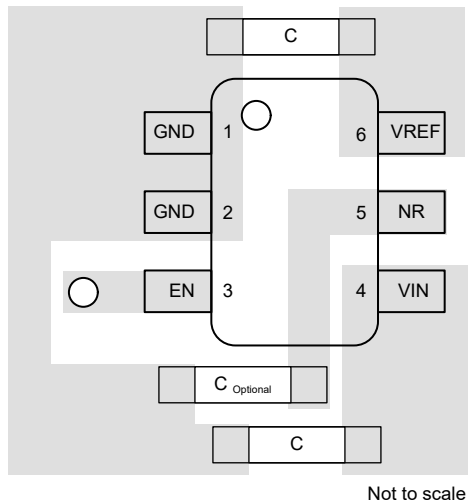 C
GND 1 6 VREF
GND 2 5 NR
EN 3 4 VIN
C Optional
C
Not to scale